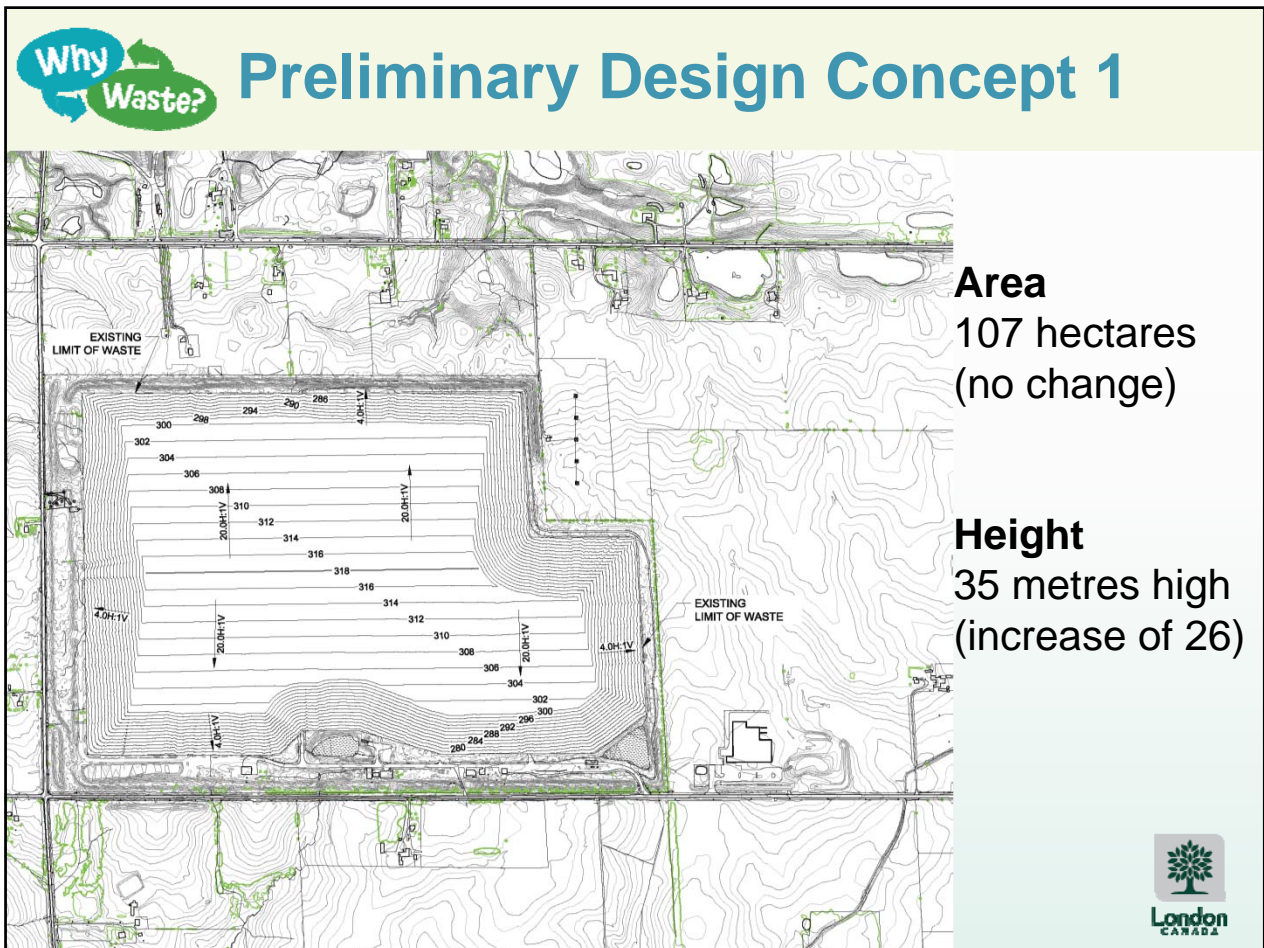 Why
Waste?
Preliminary Design Concept 1
EXISTING
LIMIT OF WASTE
286
290
294
298
300
4.0H:1V
302
304
306
308
20.0H:1V
20.0H:1V
310
312
314
316
318
316
314
4.0H:1V
312
20.0H:1V
310
20.0H:1V
308
4.0H:1V
306
304
302
300
296
292
288
284
280
4.0H:1V
EXISTING
LIMIT OF WASTE
Area
107 hectares
(no change)
Height
35 metres high
(increase of 26)
London
CANADA